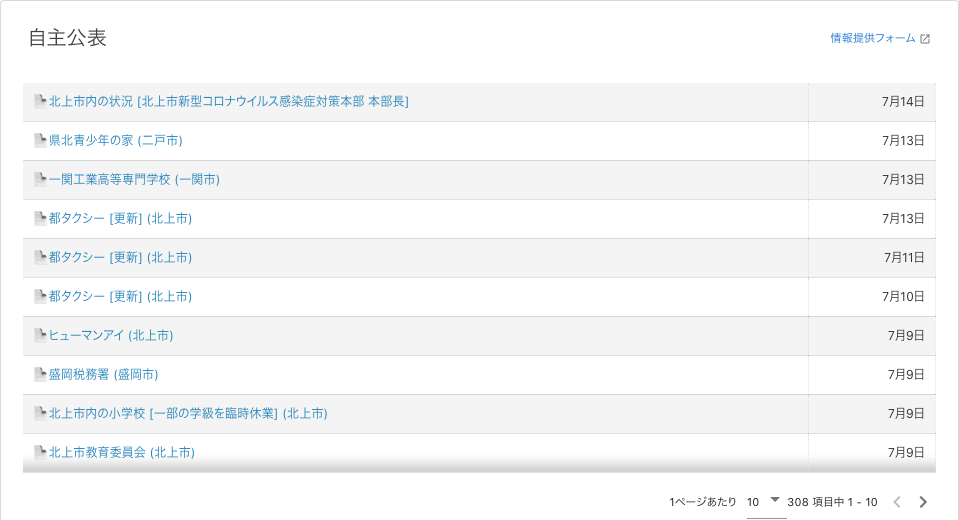 自主公表
情報提供フォーム
北上市内の状況 [北上市新型コロナウイルス感染症対策本部 本部長] 7月14日
県北青少年の家 (二戸市) 7月13日
一関工業高等専門学校 (一関市) 7月13日
都タクシー [更新] (北上市) 7月13日
都タクシー [更新] (北上市) 7月11日
都タクシー [更新] (北上市) 7月10日
ヒューマンアイ (北上市) 7月9日
盛岡税務署 (盛岡市) 7月9日
北上市内の小学校 [一部の学級を臨時休業] (北上市) 7月9日
北上市教育委員会 (北上市) 7月9日
1ページあたり 10 308 項目中 1 - 10